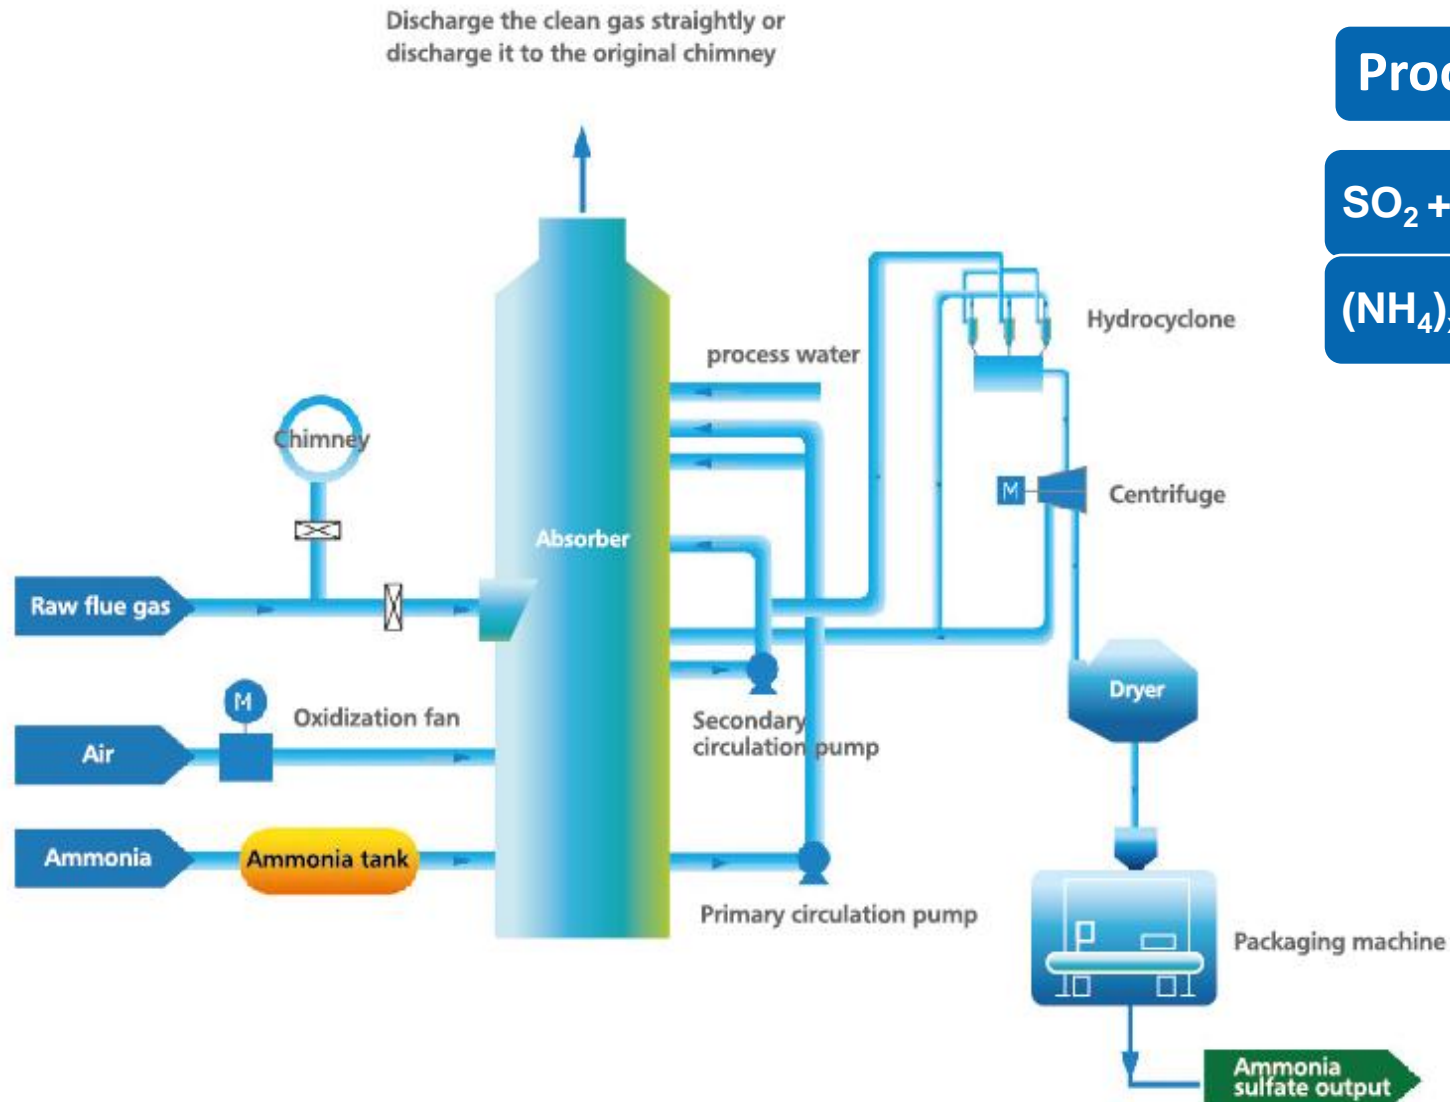 Discharge the clean gas straightly or
discharge it to the original chimney
SO₂ +
(NH₄)
Hydrocyclone
process water
Chimney
M
Centrifuge
Absorber
Raw flue gas
M
Oxidization fan
Air
Secondary
circulation pump
Dryer
Ammonia
Ammonia tank
Primary circulation pump
Packaging machine
Ammonia
sulfate output